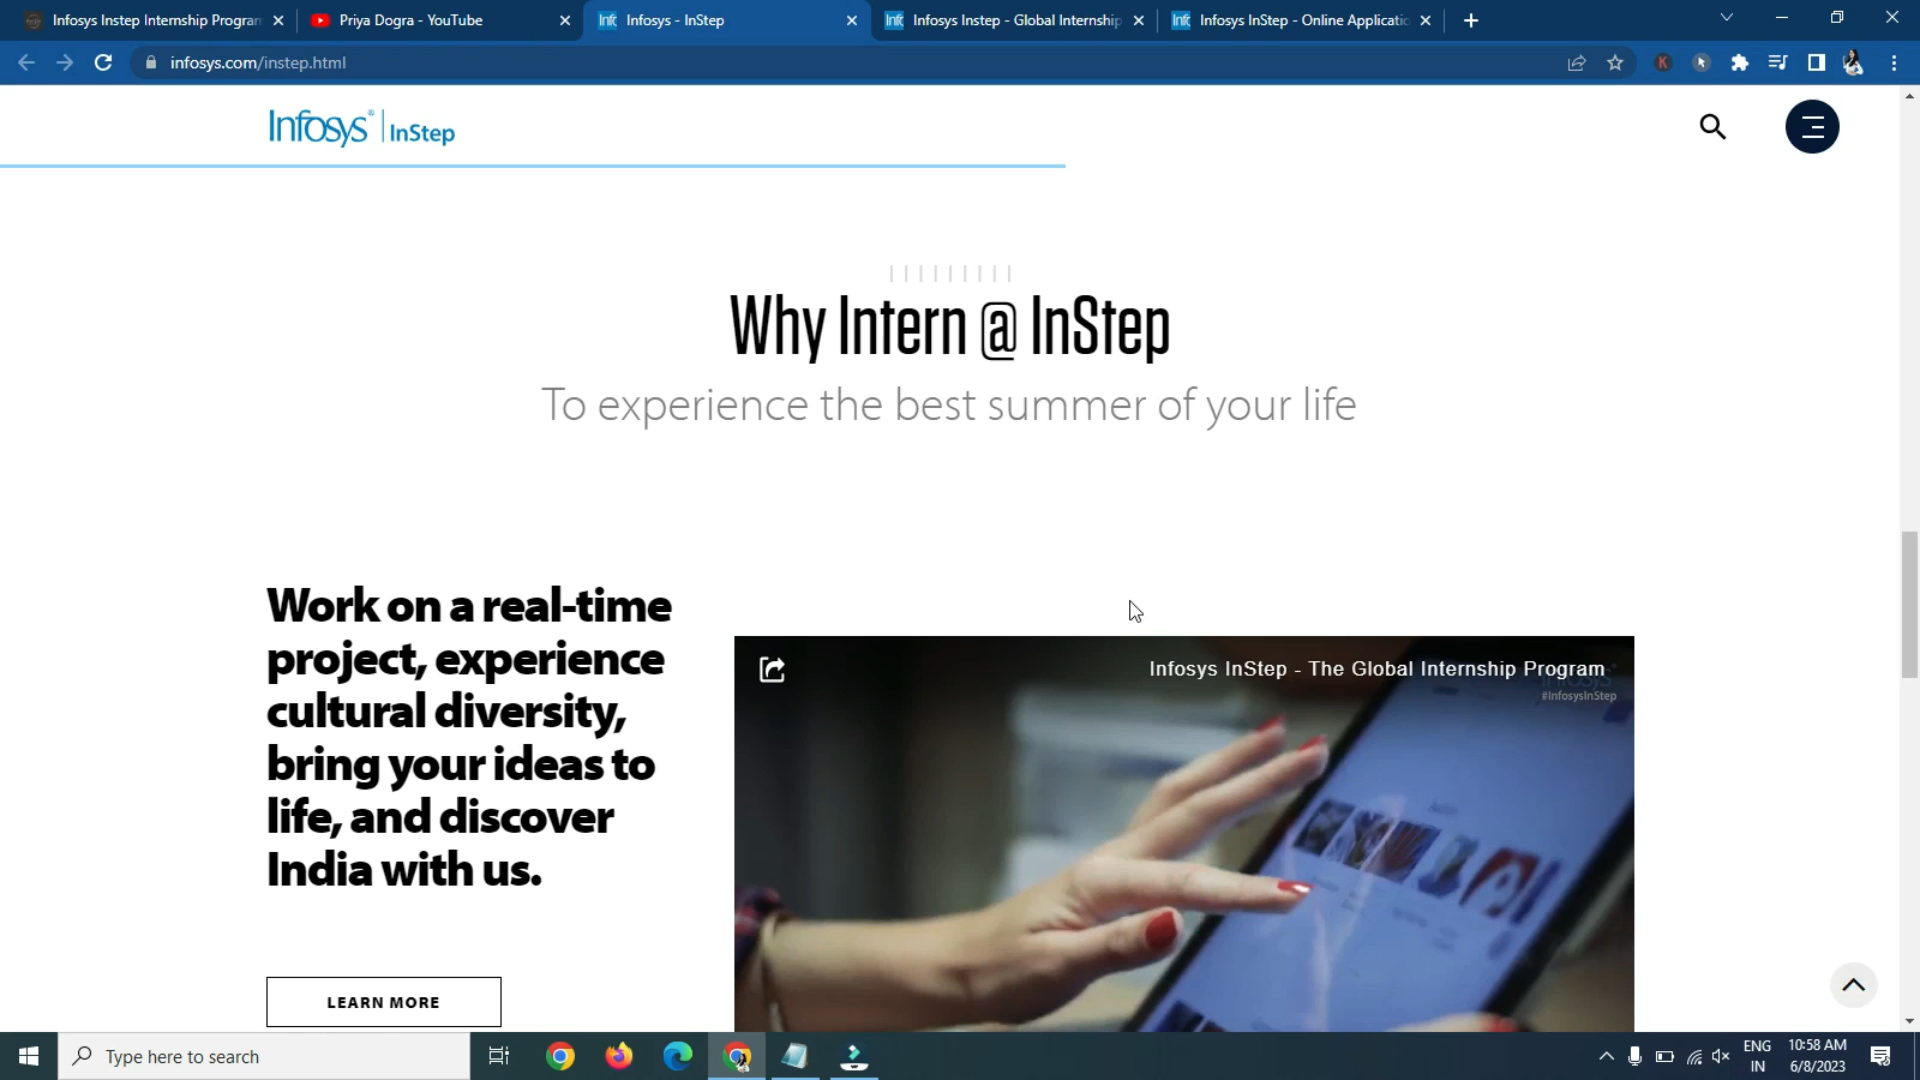 Infosys Instep Internship Progran
Priya Dogra - YouTube
Infosys - InStep
Infosys Instep - Global Internship
Infosys InStep - Online Applicatic
infosys.com/instep.html
Infosys | InStep
Why Intern @ InStep
To experience the best summer of your life
Work on a real-time
project, experience
cultural diversity,
bring your ideas to
life, and discover
India with us.
LEARN MORE
Infosys InStep - The Global Internship Program
Infosys
#InfosysInStep
Type here to search
ENG
IN
10:58 AM
6/8/2023